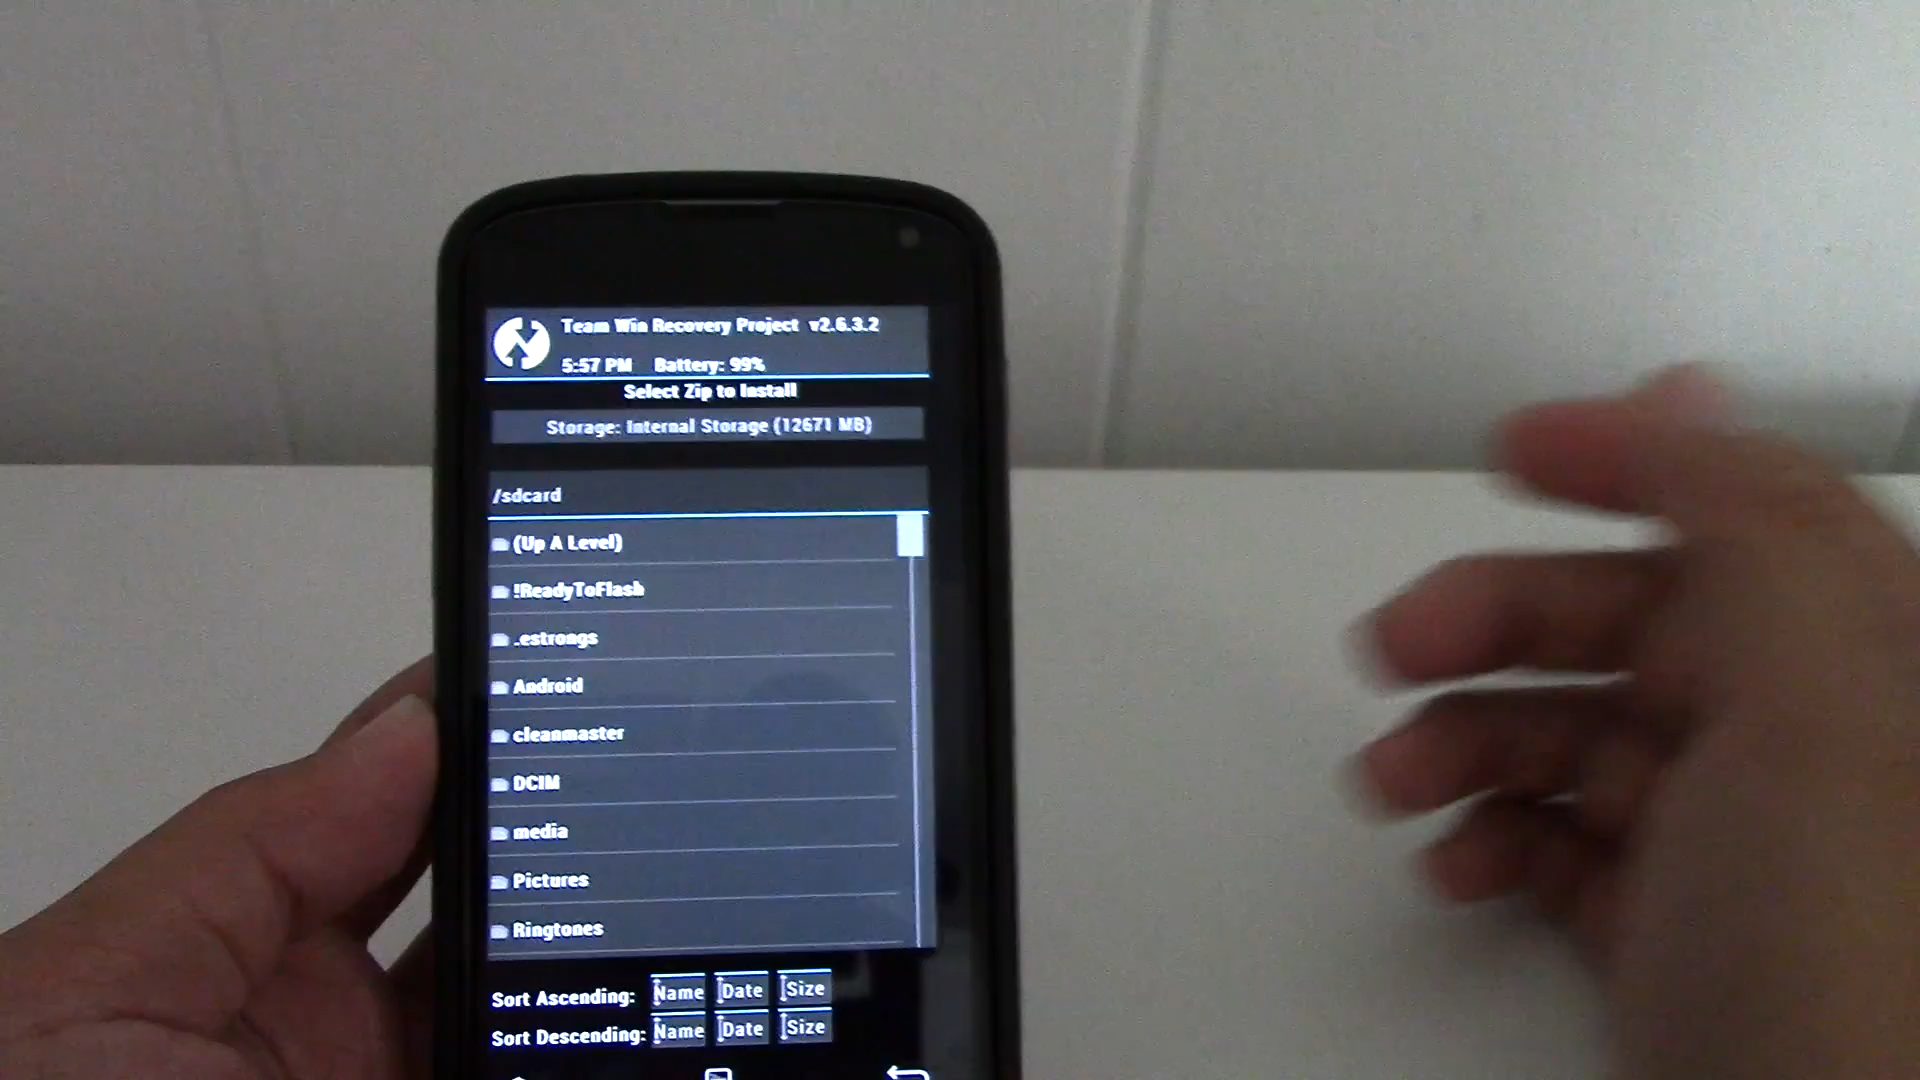 Team Win Recovery Project v2.6.3.2
5:57 PM Battery: 99%
Select Zip to Install
Storage: Internal Storage (12671 MB)
/sdcard
(Up A Level)
!ReadyToFlash
.estrongs
Android
cleanmaster
DCIM
media
Pictures
Ringtones
Sort Ascending: Name Date Size
Sort Descending: Name Date Size